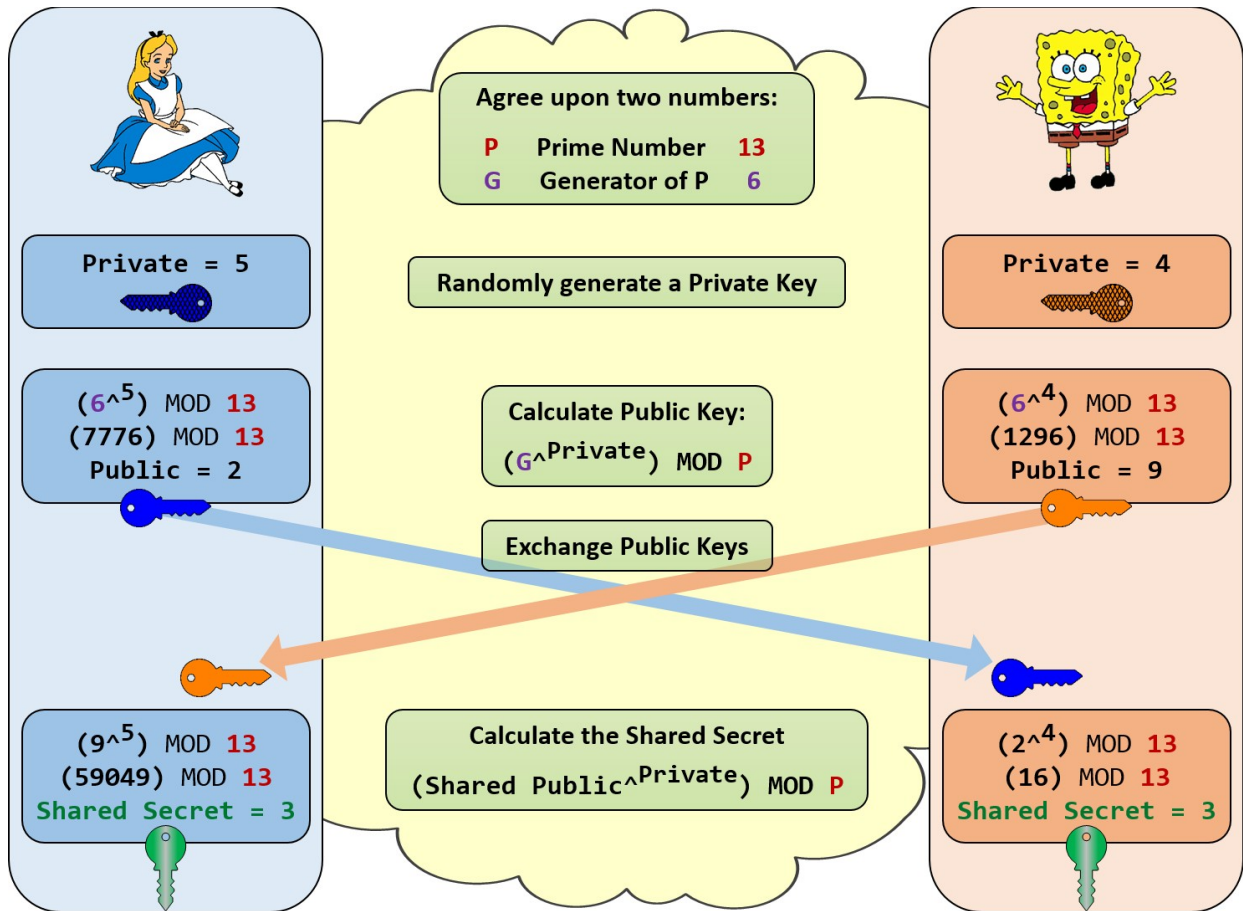 Agree upon two numbers:
P Prime Number 13
G Generator of P 6
Private = 5
Randomly generate a Private Key
Private = 4
(6^5) MOD 13
(7776) MOD 13
Public = 2
Calculate Public Key:
(G^Private) MOD P
(6^4) MOD 13
(1296) MOD 13
Public = 9
Exchange Public Keys
(9^5) MOD 13
(59049) MOD 13
Shared Secret = 3
Calculate the Shared Secret
(Shared Public^Private) MOD P
(2^4) MOD 13
(16) MOD 13
Shared Secret = 3